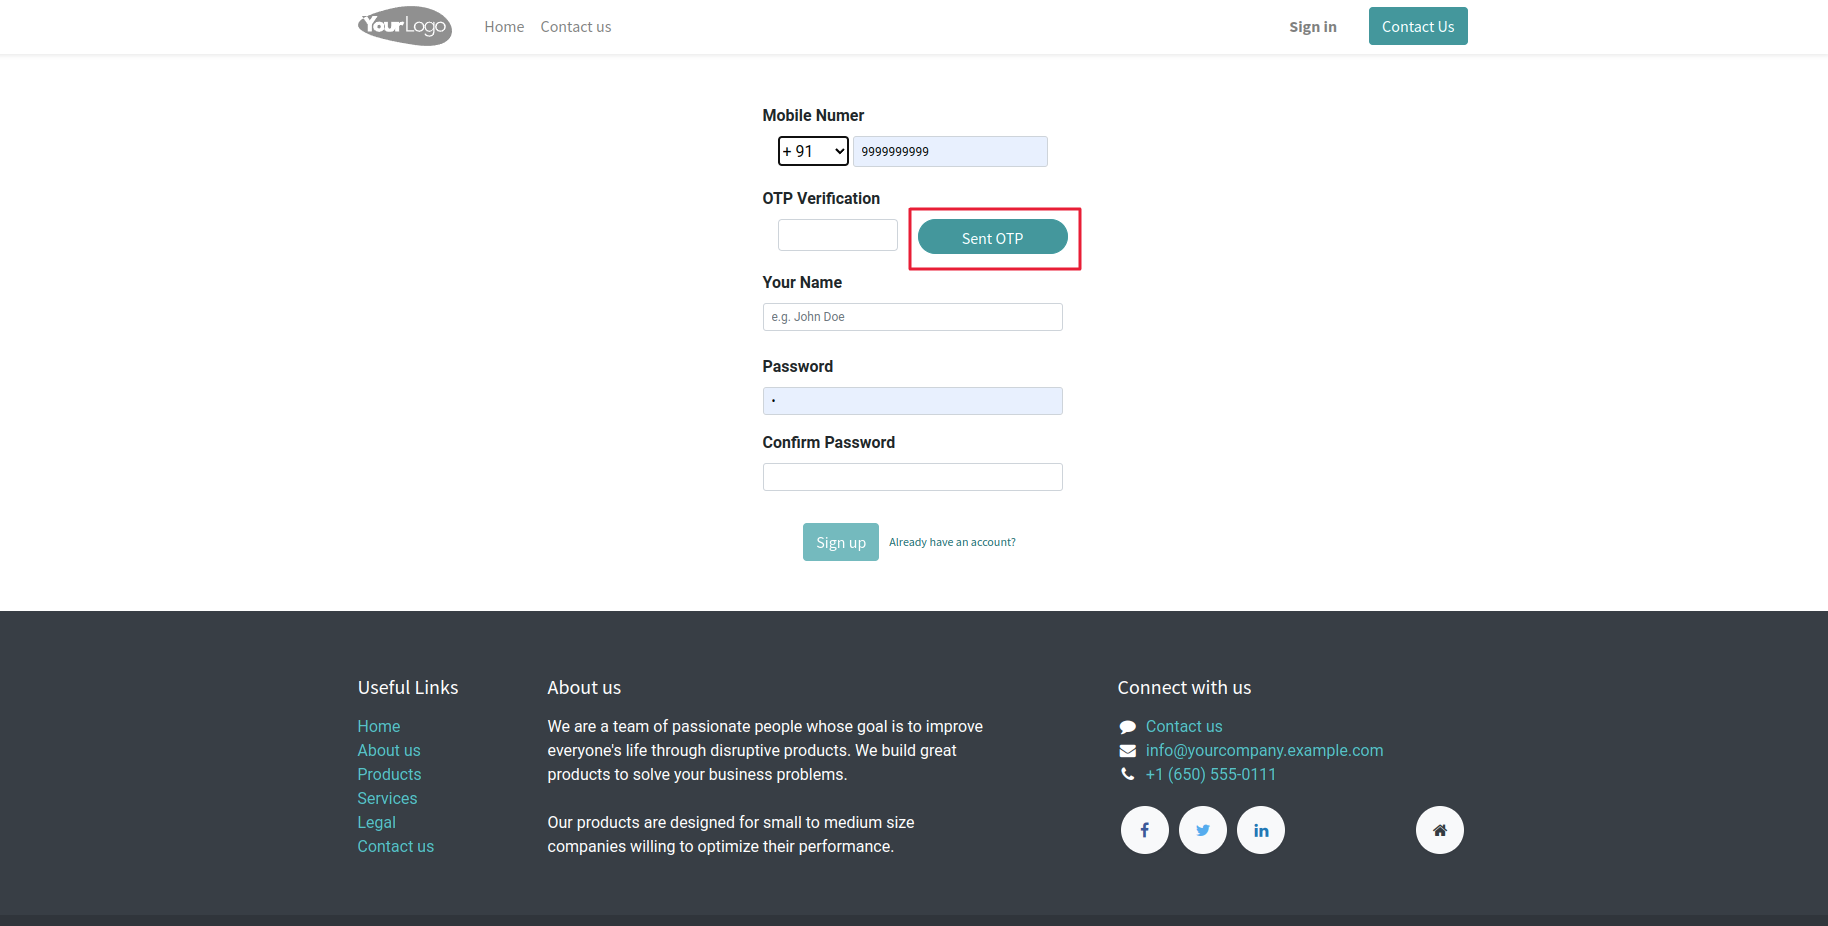 YourLogo Home Contact us Sign in Contact Us
Mobile Numer
+ 91 9999999999
OTP Verification
Sent OTP
Your Name
e.g. John Doe
Password
Confirm Password
Sign up Already have an account?
Useful Links
Home
About us
Products
Services
Legal
Contact us
About us
We are a team of passionate people whose goal is to improve
everyone's life through disruptive products. We build great
products to solve your business problems.
Our products are designed for small to medium size
companies willing to optimize their performance.
Connect with us
Contact us
info@yourcompany.example.com
+1 (650) 555-0111